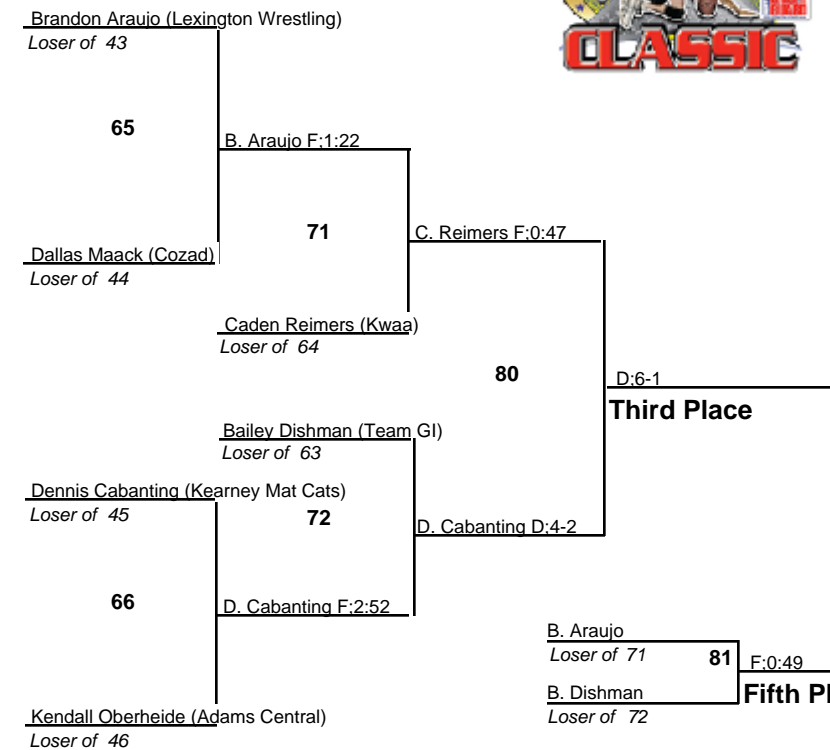 CLASSIC
Brandon Araujo (Lexington Wrestling)
Loser of 43
65
B. Araujo F;1:22
71
C. Reimers F;0:47
Dallas Maack (Cozad)
Loser of 44
Caden Reimers (Kwaa)
Loser of 64
80
D;6-1
Third Place
Bailey Dishman (Team GI)
Loser of 63
Dennis Cabanting (Kearney Mat Cats)
Loser of 45
72
D. Cabanting D;4-2
66
D. Cabanting F;2:52
B. Araujo
Loser of 71
81
F;0:49
Fifth Pl
B. Dishman
Loser of 72
Kendall Oberheide (Adams Central)
Loser of 46